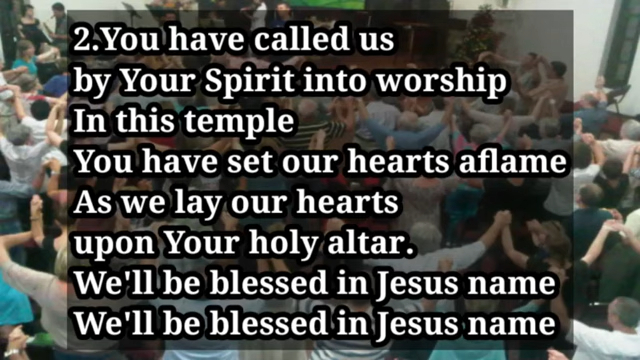 2.You have called us
by Your Spirit into worship
In this temple
You have set our hearts aflame
As we lay our hearts
upon Your holy altar.
We'll be blessed in Jesus name
We'll be blessed in Jesus name